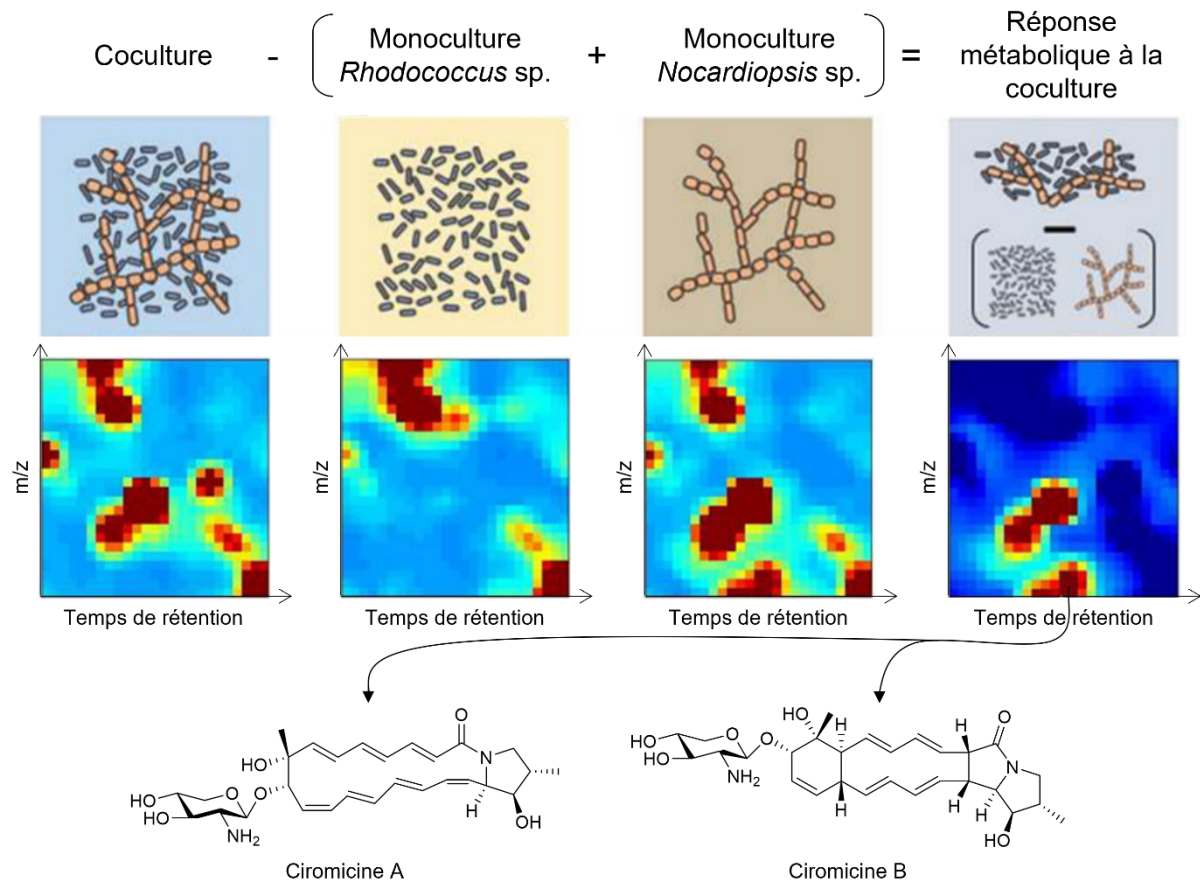 Coculture
-
Monoculture
Rhodococcus sp.
+
Monoculture
Nocardiopsis sp.
=
Réponse
métabolique à la
coculture
m/z
m/z
m/z
m/z
Temps de rétention
Temps de rétention
Temps de rétention
Temps de rétention
O
HO
N
HO
O
O
HO
H
OH
NH2
Ciromicine A
HO
H
H
O
HO
O
O
N
HO
NH2
H
H
H
HO
Ciromicine B